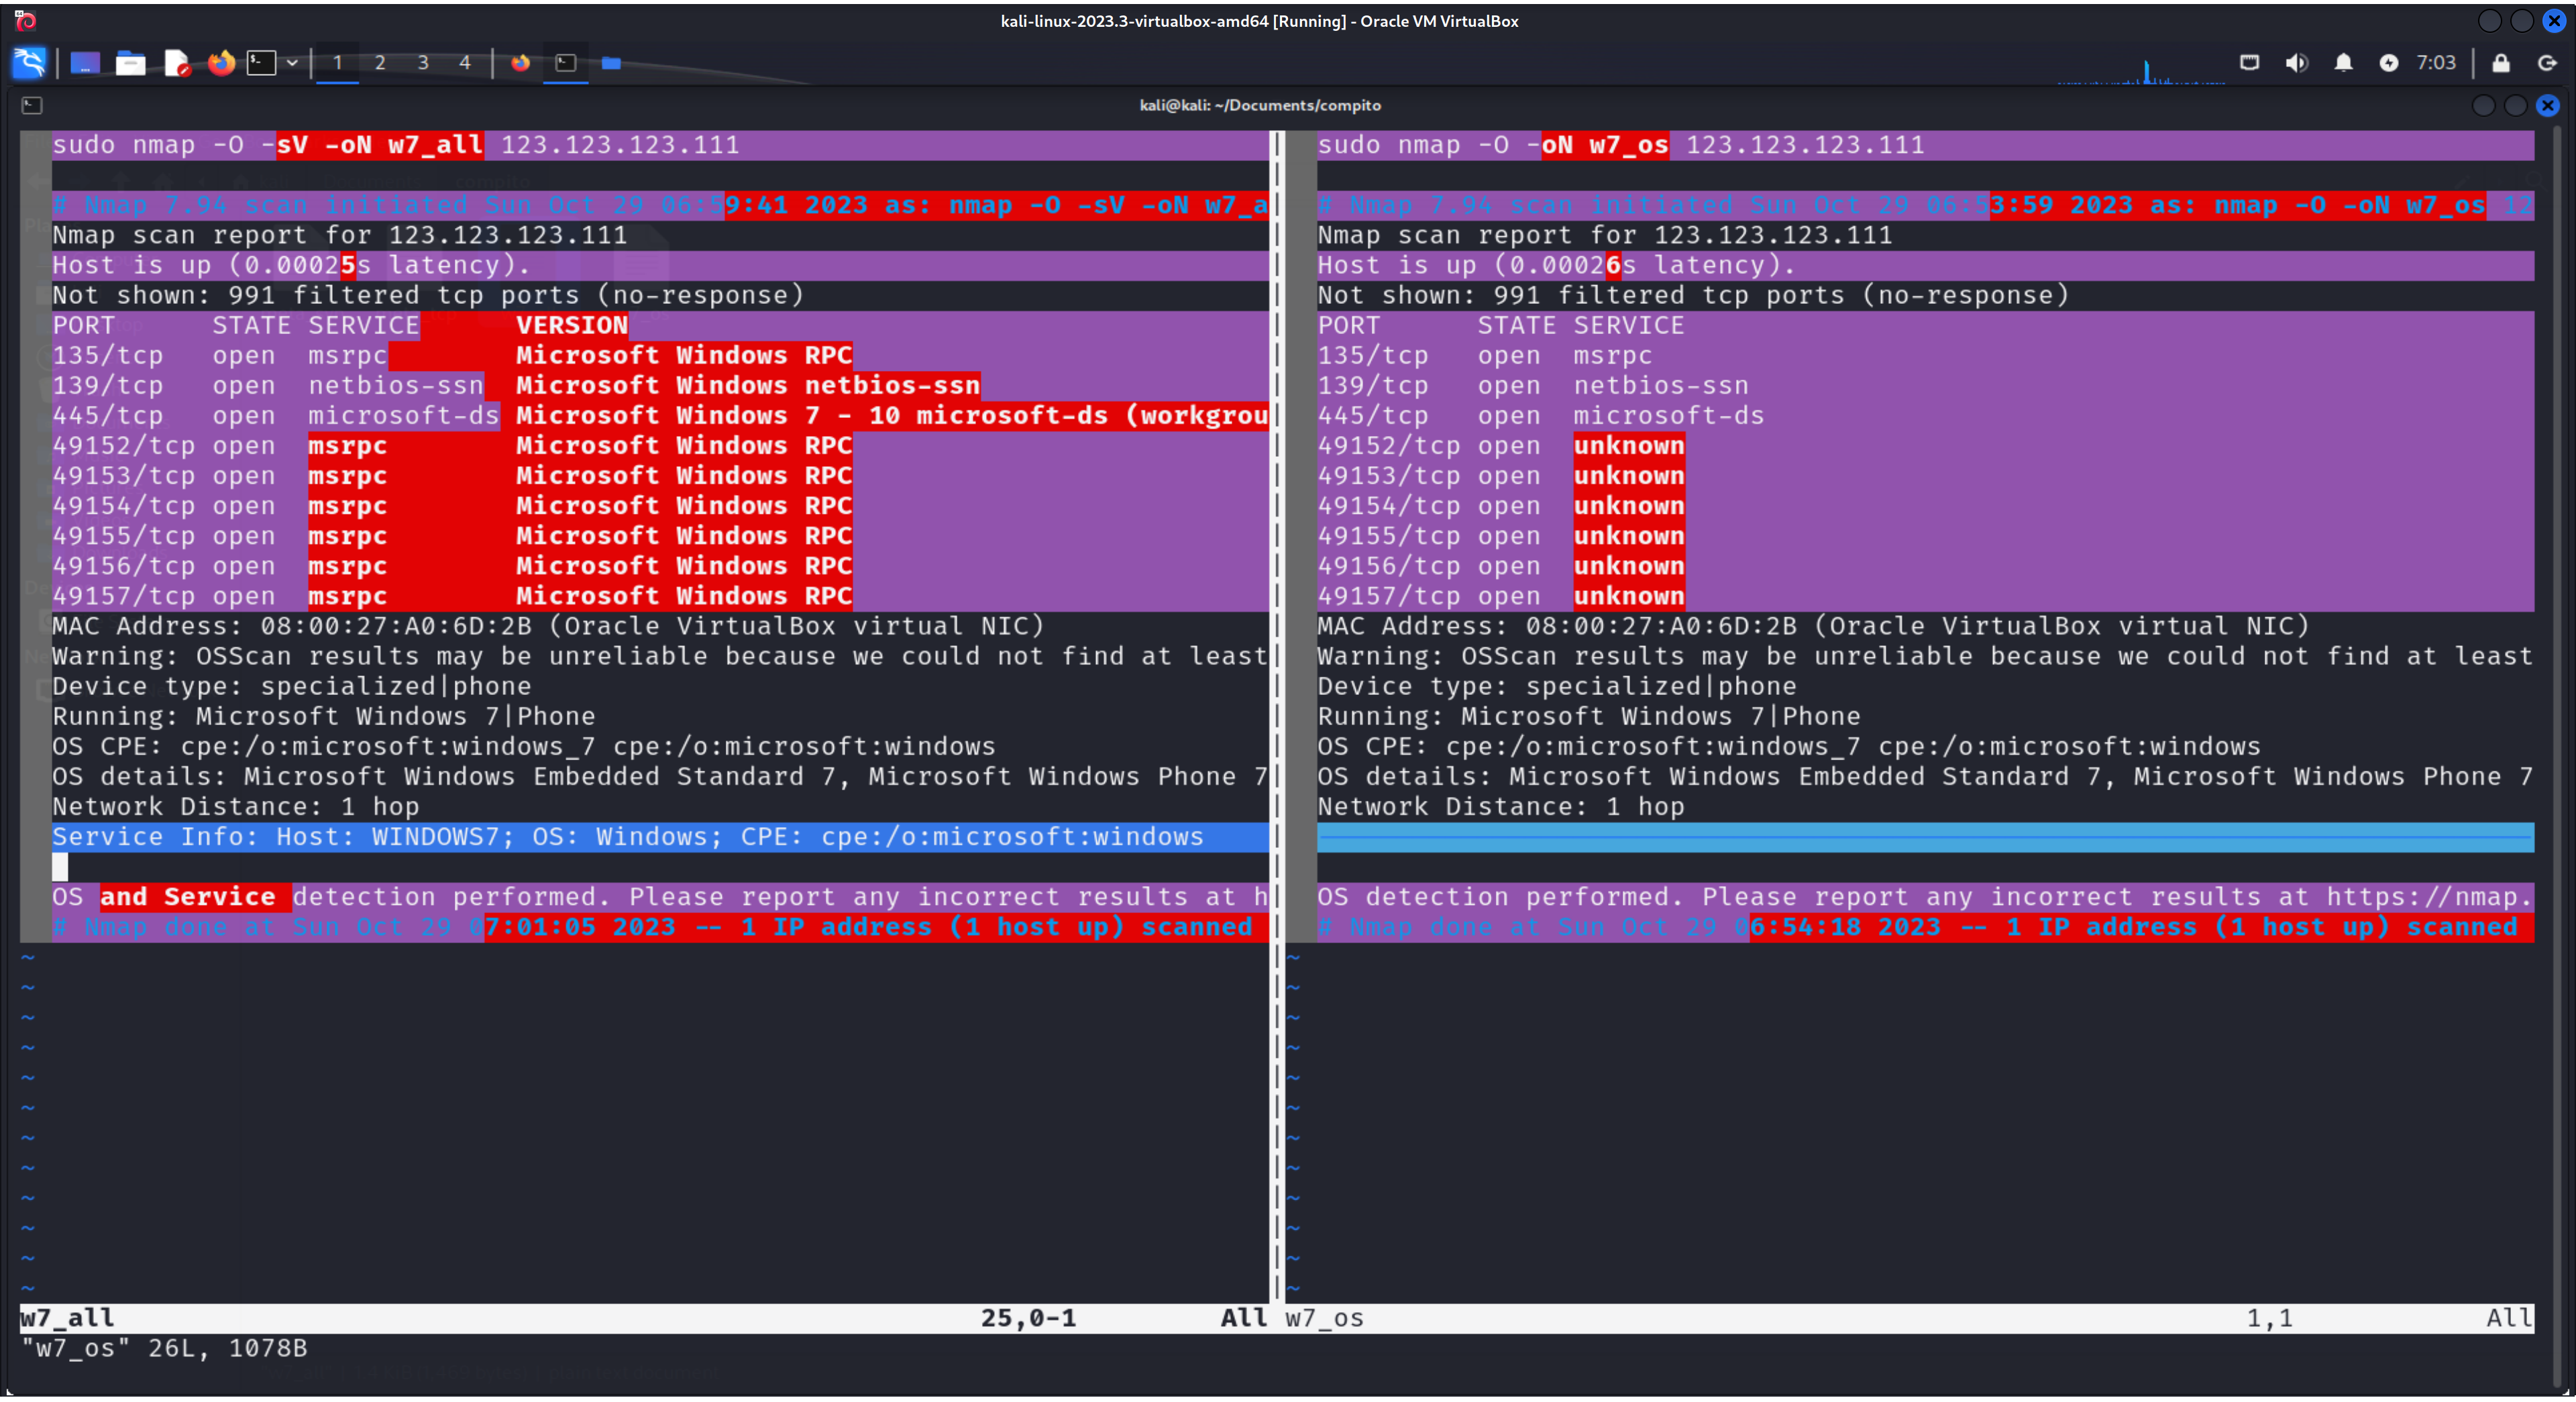 kali-linux-2023.3-virtualbox-amd64 [Running] - Oracle VM VirtualBox
1 2 3 4 7:03
kali@kali: ~/Documents/compito
sudo nmap -O -sV -oN w7_all 123.123.123.111
# Nmap 7.94 scan initiated Sun Oct 29 06:59:41 2023 as: nmap -O -sV -oN w7_a
Nmap scan report for 123.123.123.111
Host is up (0.00025s latency).
Not shown: 991 filtered tcp ports (no-response)
PORT STATE SERVICE VERSION
135/tcp open msrpc Microsoft Windows RPC
139/tcp open netbios-ssn Microsoft Windows netbios-ssn
445/tcp open microsoft-ds Microsoft Windows 7 - 10 microsoft-ds (workgrou
49152/tcp open msrpc Microsoft Windows RPC
49153/tcp open msrpc Microsoft Windows RPC
49154/tcp open msrpc Microsoft Windows RPC
49155/tcp open msrpc Microsoft Windows RPC
49156/tcp open msrpc Microsoft Windows RPC
49157/tcp open msrpc Microsoft Windows RPC
MAC Address: 08:00:27:A0:6D:2B (Oracle VirtualBox virtual NIC)
Warning: OSScan results may be unreliable because we could not find at least
Device type: specialized|phone
Running: Microsoft Windows 7|Phone
OS CPE: cpe:/o:microsoft:windows_7 cpe:/o:microsoft:windows
OS details: Microsoft Windows Embedded Standard 7, Microsoft Windows Phone 7
Network Distance: 1 hop
Service Info: Host: WINDOWS7; OS: Windows; CPE: cpe:/o:microsoft:windows
OS and Service detection performed. Please report any incorrect results at h
# Nmap done at Sun Oct 29 07:01:05 2023 -- 1 IP address (1 host up) scanned
~
~
~
~
~
~
~
~
~
~
~
~
w7_all 25,0-1 All
sudo nmap -O -oN w7_os 123.123.123.111
# Nmap 7.94 scan initiated Sun Oct 29 06:53:59 2023 as: nmap -O -oN w7_os 12
Nmap scan report for 123.123.123.111
Host is up (0.00026s latency).
Not shown: 991 filtered tcp ports (no-response)
PORT STATE SERVICE
135/tcp open msrpc
139/tcp open netbios-ssn
445/tcp open microsoft-ds
49152/tcp open unknown
49153/tcp open unknown
49154/tcp open unknown
49155/tcp open unknown
49156/tcp open unknown
49157/tcp open unknown
MAC Address: 08:00:27:A0:6D:2B (Oracle VirtualBox virtual NIC)
Warning: OSScan results may be unreliable because we could not find at least
Device type: specialized|phone
Running: Microsoft Windows 7|Phone
OS CPE: cpe:/o:microsoft:windows_7 cpe:/o:microsoft:windows
OS details: Microsoft Windows Embedded Standard 7, Microsoft Windows Phone 7
Network Distance: 1 hop
OS detection performed. Please report any incorrect results at https://nmap.
# Nmap done at Sun Oct 29 06:54:18 2023 -- 1 IP address (1 host up) scanned
~
~
~
~
~
~
~
~
~
~
~
~
w7_os 1,1 All
"w7_os" 26L, 1078B